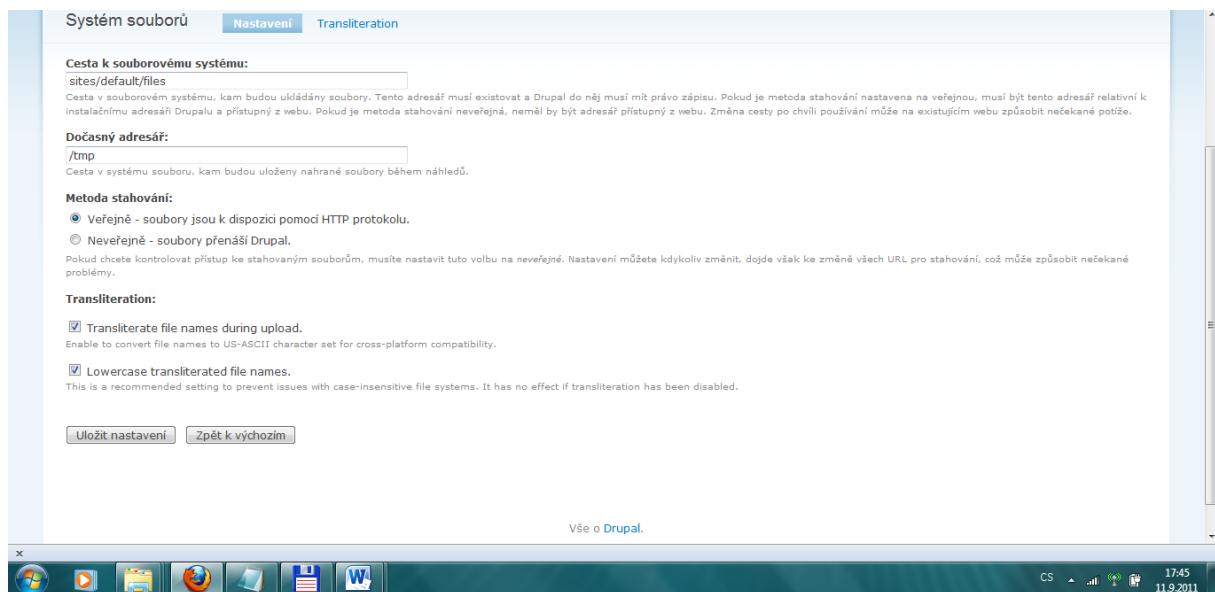 Systém souborů Nastavení Transliteration
Cesta k souborovému systému:
sites/default/files
Cesta v souborovém systému, kam budou ukládány soubory. Tento adresář musí existovat a Drupal do něj musí mít právo zápisu. Pokud je metoda stahování nastavena na veřejnou, musí být tento adresář relativní k
instalačnímu adresáři Drupalu a přístupný z webu. Pokud je metoda stahování neveřejná, neměl by být adresář přístupný z webu. Změna cesty po chvíli používání může na existujícím webu způsobit nečekané potíže.
Dočasný adresář:
/tmp
Cesta v systému souboru, kam budou uloženy nahrané soubory během náhledů.
Metoda stahování:
Veřejně - soubory jsou k dispozici pomocí HTTP protokolu.
Neveřejně - soubory přenáší Drupal.
Pokud chcete kontrolovat přístup ke stahovaným souborům, musíte nastavit tuto volbu na neveřejné. Nastavení můžete kdykoliv změnit, dojde však ke změně všech URL pro stahování, což může způsobit nečekané
problémy.
Transliteration:
Transliterate file names during upload.
Enable to convert file names to US-ASCII character set for cross-platform compatibility.
Lowercase transliterated file names.
This is a recommended setting to prevent issues with case-insensitive file systems. It has no effect if transliteration has been disabled.
Uložit nastavení Zpět k výchozím
Vše o Drupal.
CS 17:45
11.9.2011